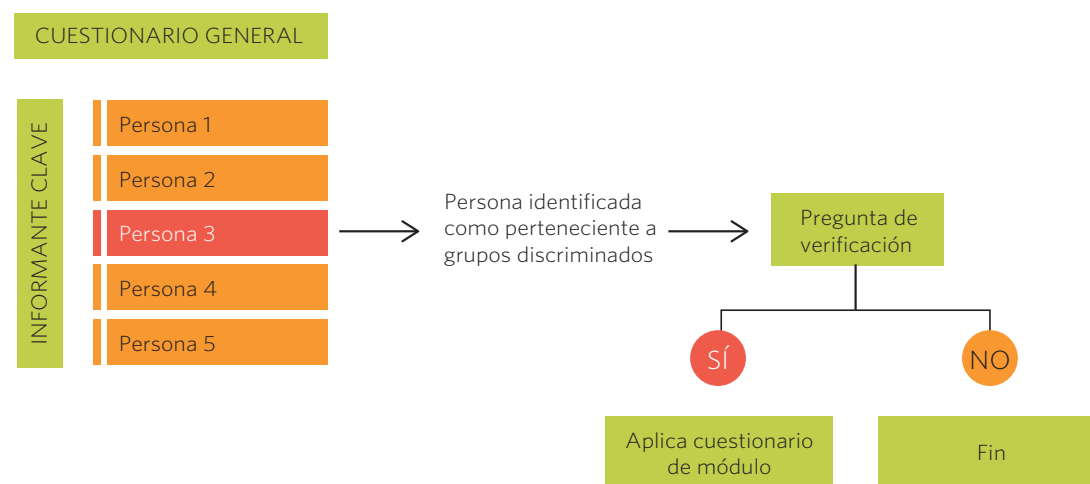 CUESTIONARIO GENERAL
INFORMANTE CLAVE
Persona 1
Persona 2
Persona 3
Persona 4
Persona 5
Persona identificada
como perteneciente a
grupos discriminados
Pregunta de
verificación
SÍ
NO
Aplica cuestionario
de módulo
Fin